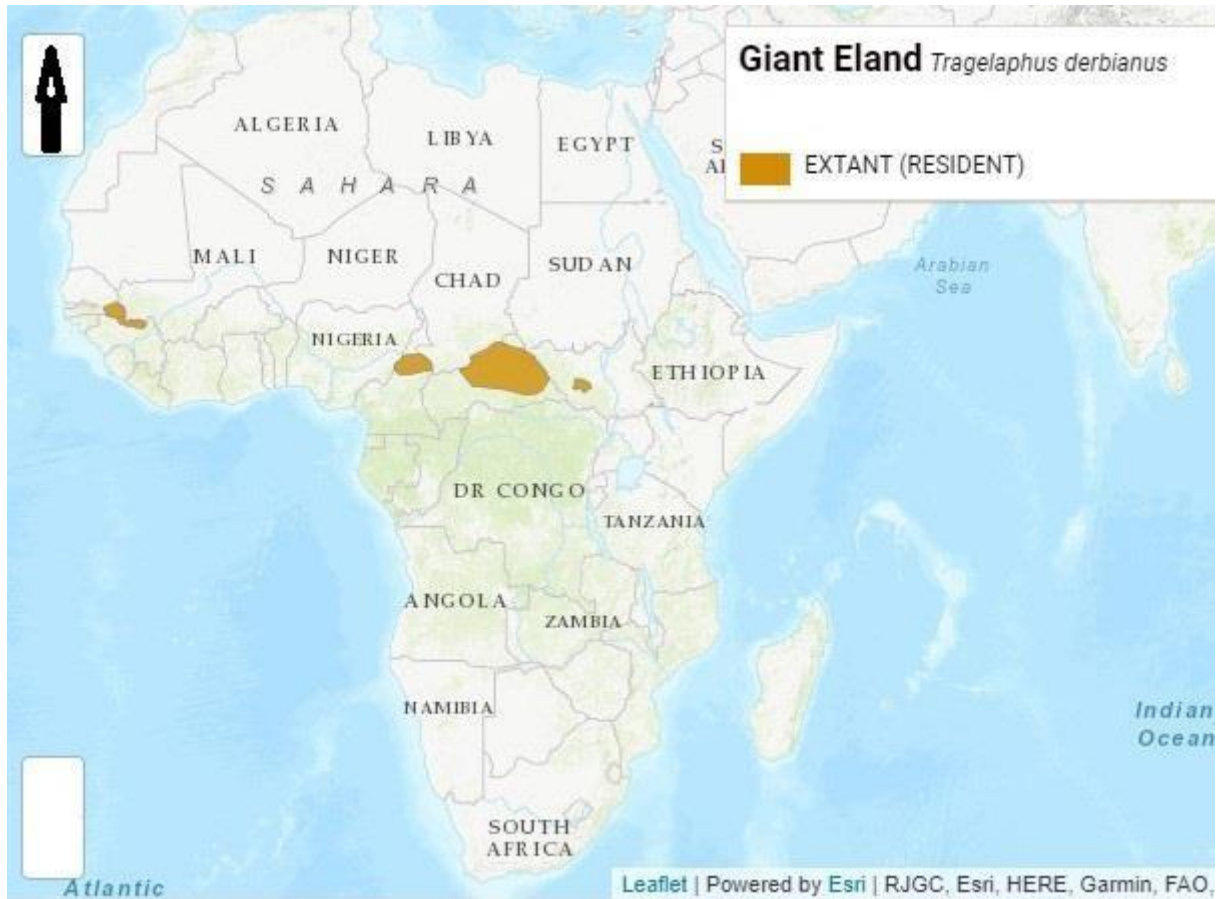 Giant Eland Tragelaphus derbianus
EXTANT (RESIDENT)
ALGERIA
LIBYA
EGYPT
SAHARA
MALI
NIGER
CHAD
SUDAN
Arabian
Sea
NIGERIA
ETHIOPIA
DR CONGO
TANZANIA
ANGOLA
ZAMBIA
NAMIBIA
Indian
Ocean
SOUTH
AFRICA
Atlantic
Leaflet | Powered by Esri | RJGC, Esri, HERE, Garmin, FAO,